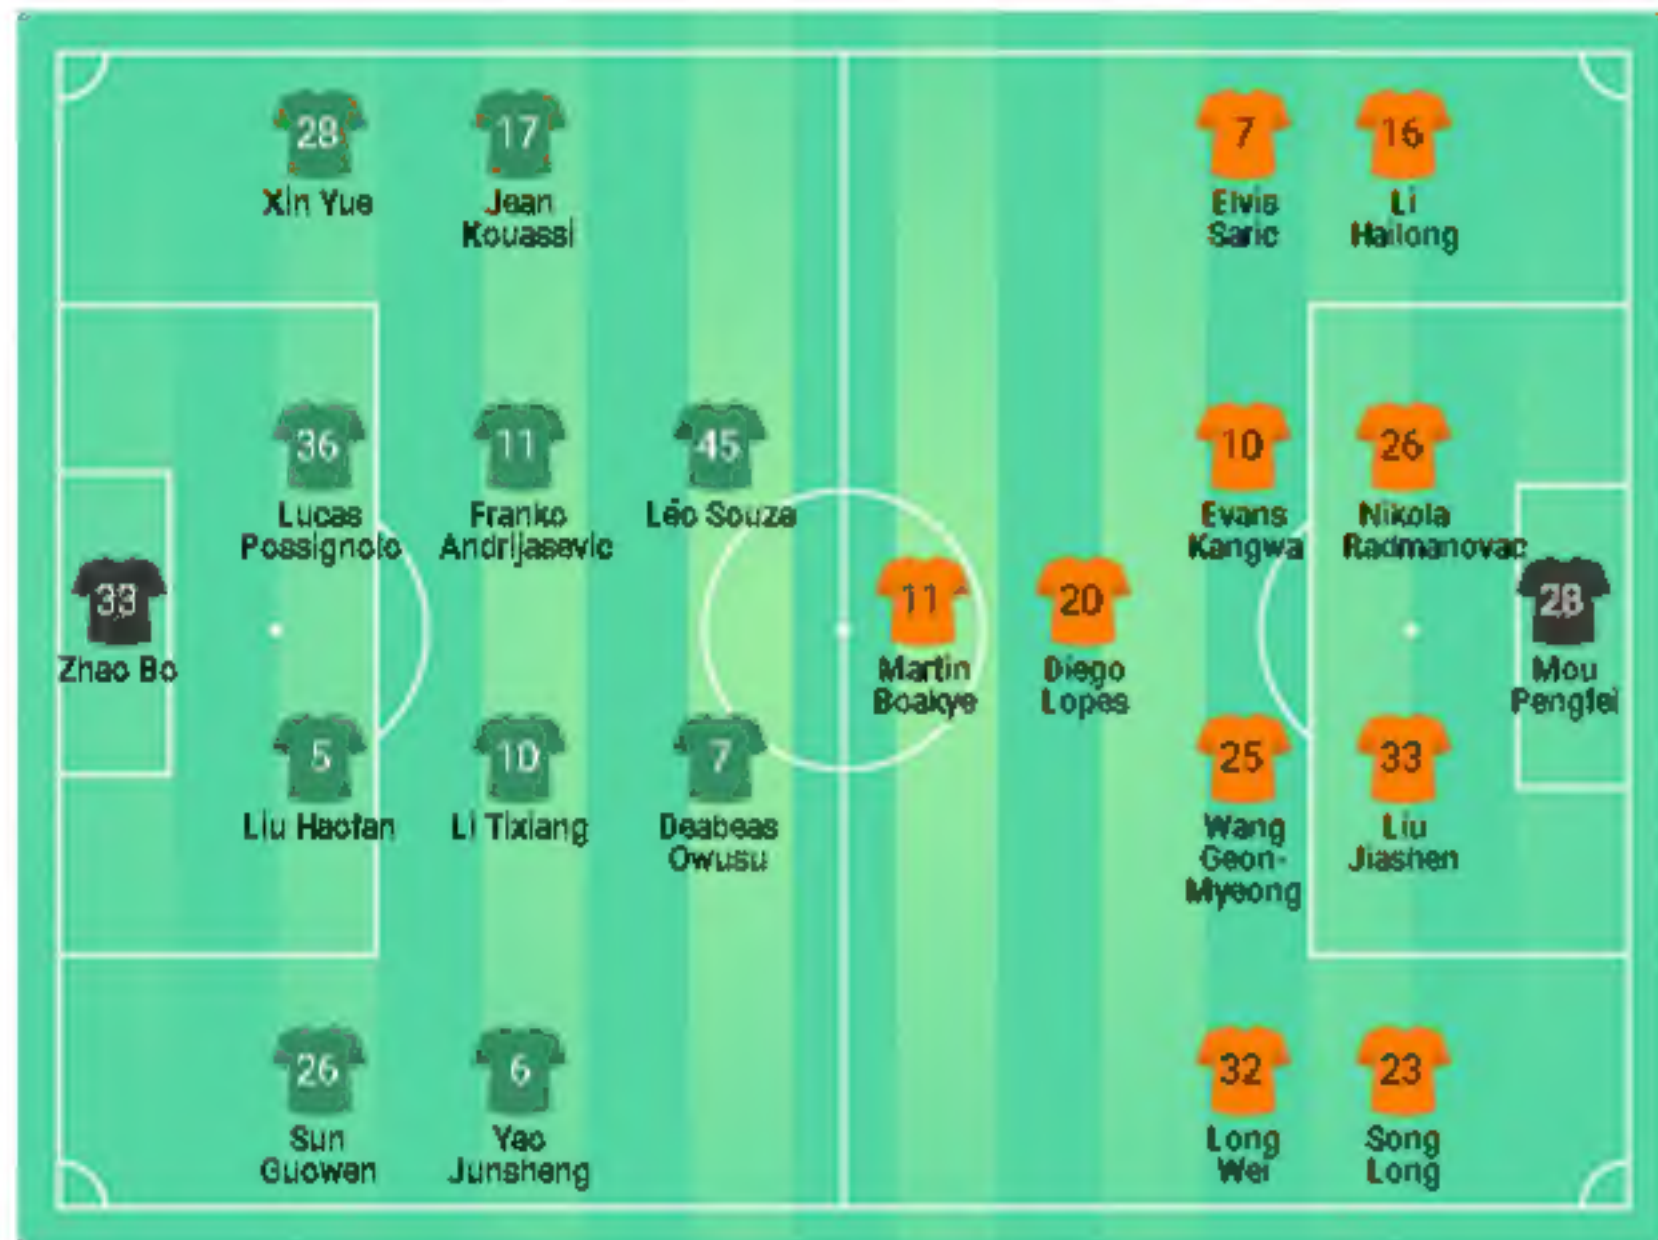 28
Xin Yue
17
Jean
Kouassi
7
Elvis
Saric
16
Li
Hailong
36
Lucas
Possignolo
11
Franko
Andrijasevic
45
Léo Souza
10
Evans
Kangwa
26
Nikola
Radmanovac
33
Zhao Bo
11
Martin
Boakye
20
Diego
Lopes
28
Mou
Pengfei
5
Liu Haofan
10
Li Tixiang
7
Deabeas
Owusu
25
Wang
Geon-
Myeong
33
Liu
Jiashen
26
Sun
Guowen
6
Yao
Junsheng
32
Long
Wei
23
Song
Long